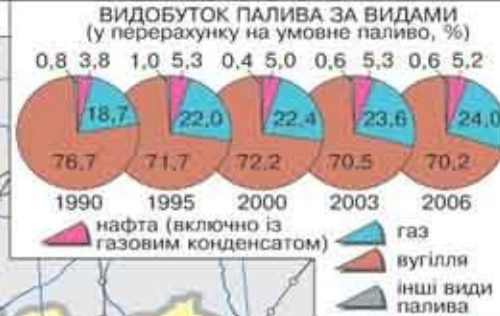 ВИДОБУТОК ПАЛИВА ЗА ВИДАМИ
(у перерахунку на умовне паливо, %)
0,8 3,8 1,0 5,3 0.4 5,0 0,6 5,3 0,6 5,2
18,7 22,0 22,4 23,6 24,0
76,7 71,7 72,2 70.5 70,2
1990 1995 2000 2003 2006
нафта (включно із
газовим конденсатом)
газ
вугілля
інші види
палива